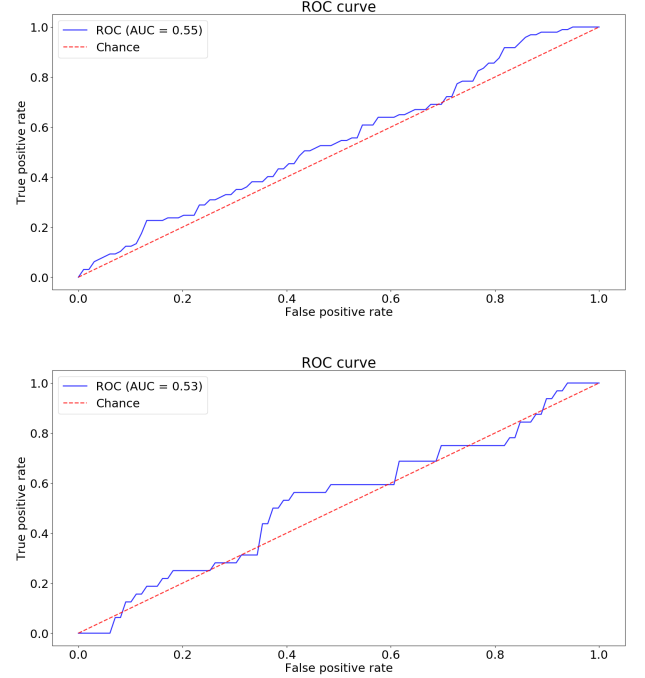 ROC curve
ROC (AUC = 0.55)
Chance
True positive rate
1.0
0.8
0.6
0.4
0.2
0.0
0.0 0.2 0.4 0.6 0.8 1.0
False positive rate
ROC curve
ROC (AUC = 0.53)
Chance
True positive rate
1.0
0.8
0.6
0.4
0.2
0.0
0.0 0.2 0.4 0.6 0.8 1.0
False positive rate